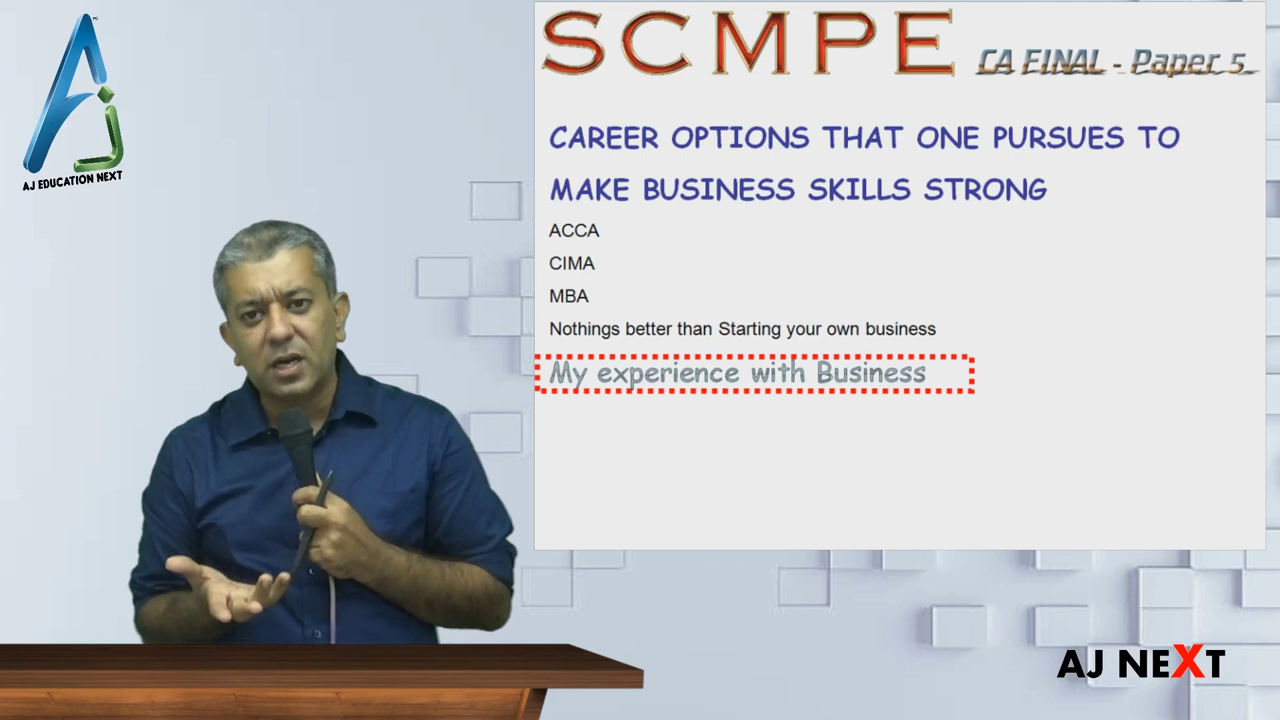 AJ EDUCATION NEXT
SCMPE
CA FINAL - Paper 5
CAREER OPTIONS THAT ONE PURSUES TO
MAKE BUSINESS SKILLS STRONG
ACCA
CIMA
MBA
Nothings better than Starting your own business
My experience with Business
AJ NEXT